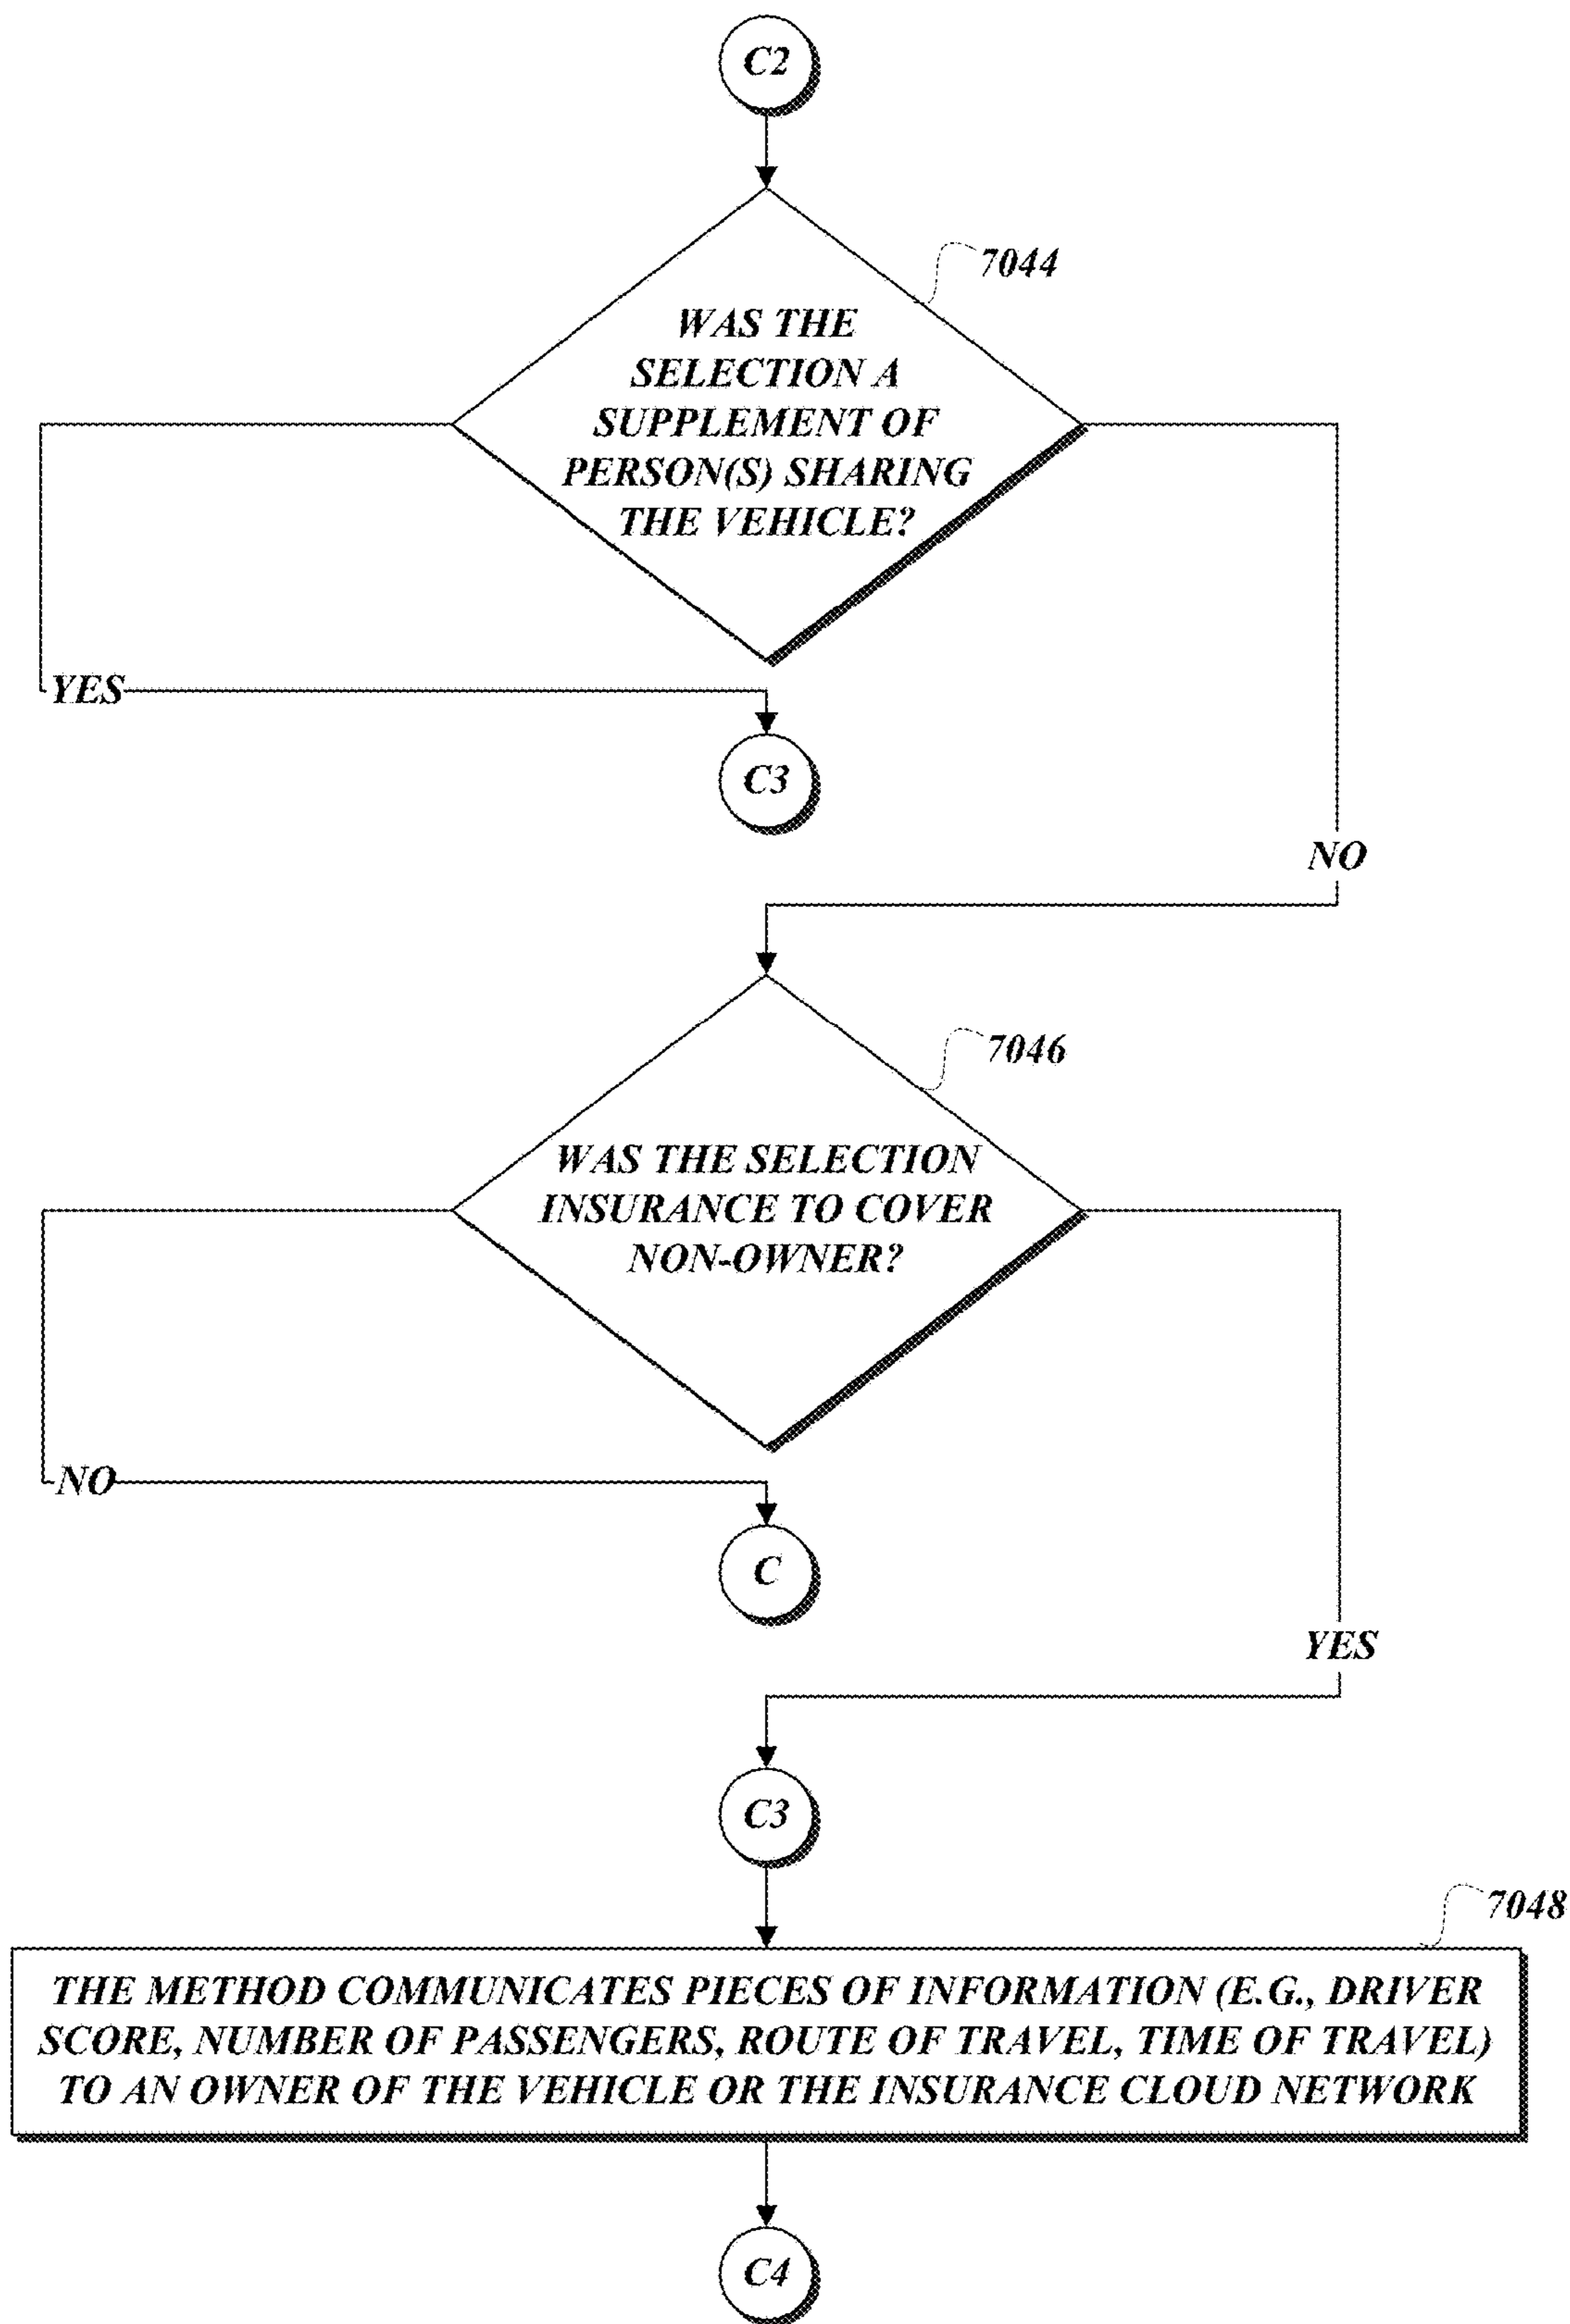 C2
7044
WAS THE
SELECTION A
SUPPLEMENT OF
PERSON(S) SHARING
THE VEHICLE?
YES
C3
NO
7046
WAS THE SELECTION
INSURANCE TO COVER
NON-OWNER?
NO
C
YES
C3
7048
THE METHOD COMMUNICATES PIECES OF INFORMATION (E.G., DRIVER
SCORE, NUMBER OF PASSENGERS, ROUTE OF TRAVEL, TIME OF TRAVEL)
TO AN OWNER OF THE VEHICLE OR THE INSURANCE CLOUD NETWORK
C4